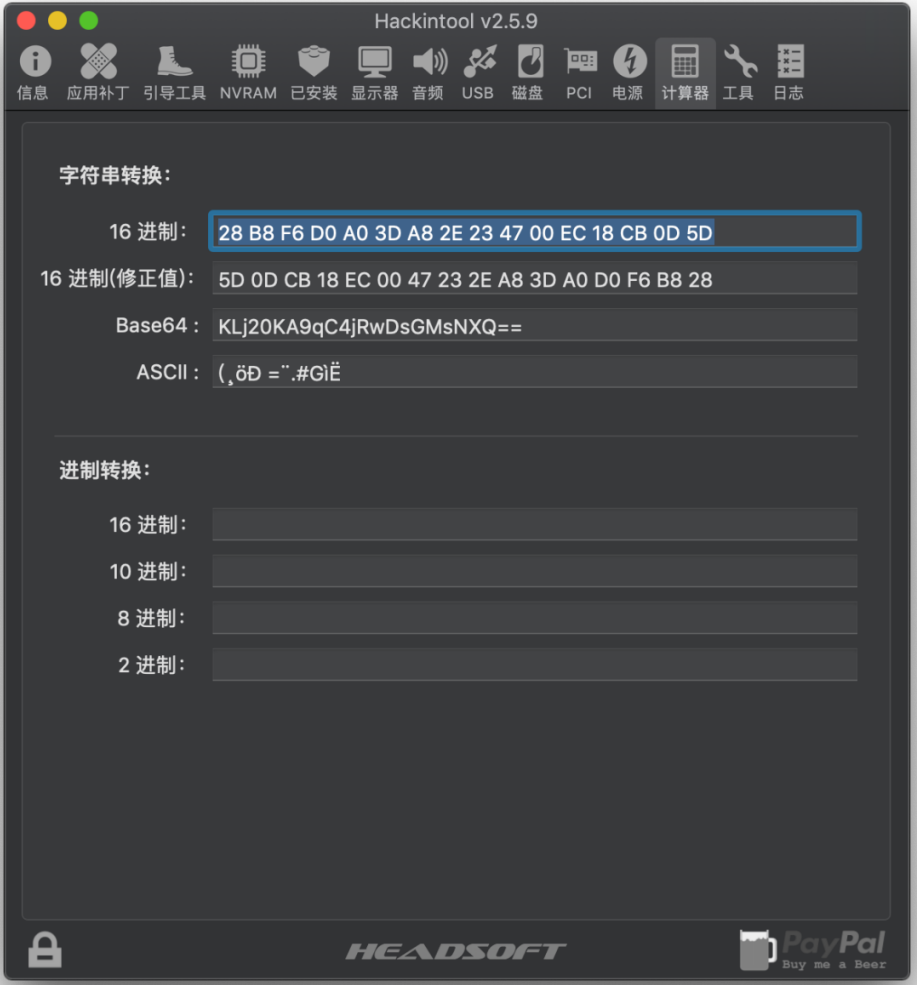 Hackintool v2.5.9
信息 应用补丁 引导工具 NVRAM 已安装 显示器 音频 USB 磁盘 PCI 电源 计算器 工具 日志
字符串转换：
16 进制： 28 B8 F6 D0 A0 3D A8 2E 23 47 00 EC 18 CB 0D 5D
16 进制(修正值)： 5D 0D CB 18 EC 00 47 23 2E A8 3D A0 D0 F6 B8 28
Base64 : KLj20KA9qC4jRwDsGMsNXQ==
ASCII : (¸öÐ =¨.#GìË
进制转换：
16 进制：
10 进制：
8 进制：
2 进制：
HEADSOFT
PayPal
Buy me a Beer